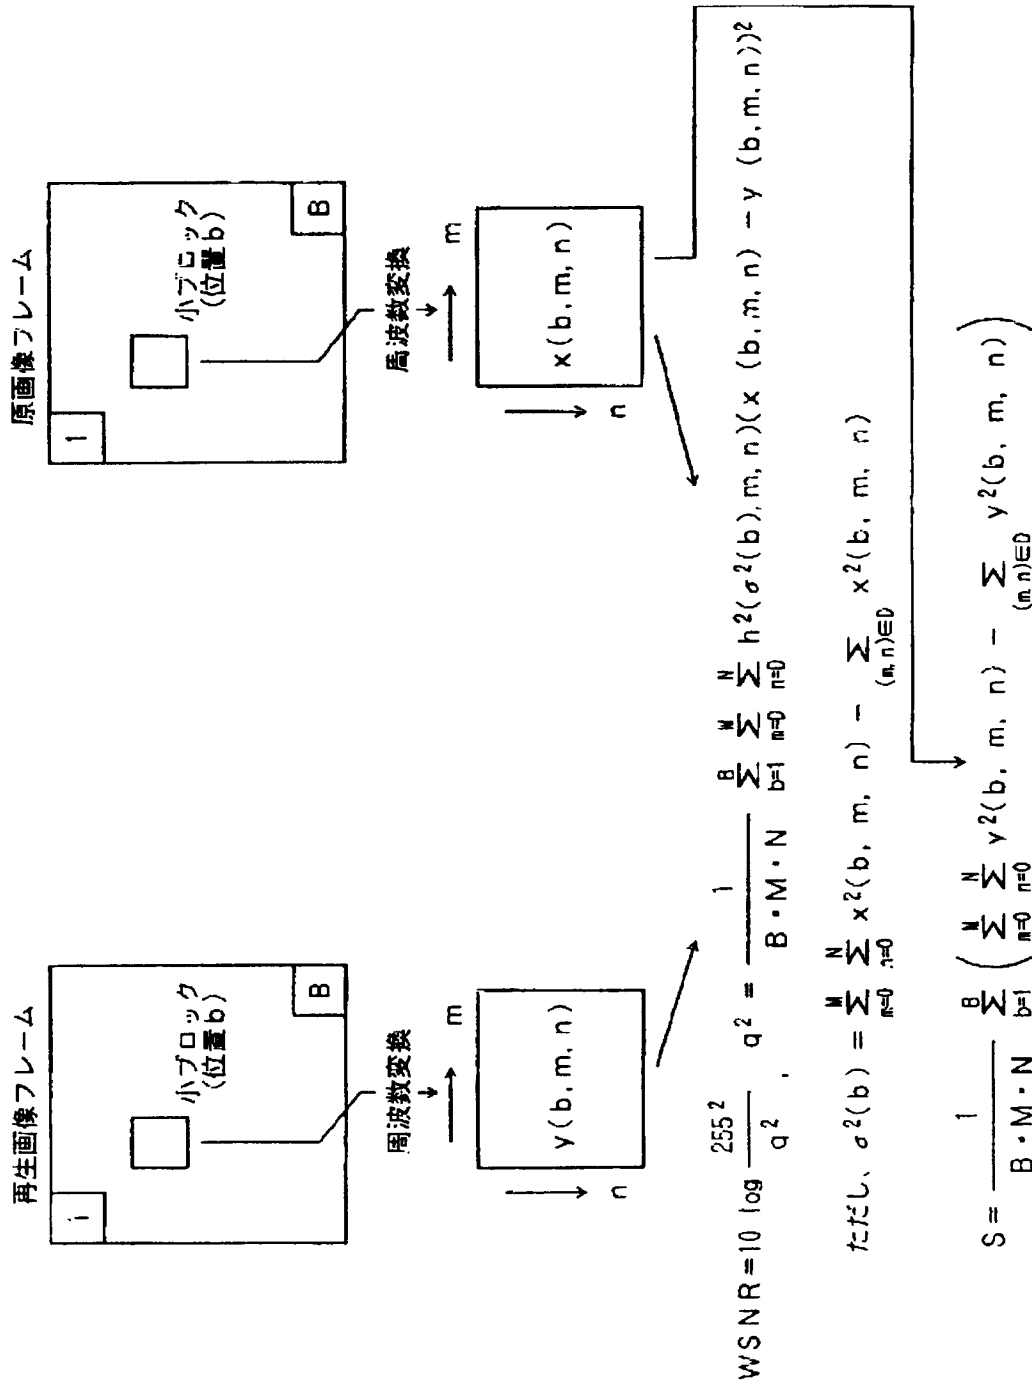 再生画像フレーム
1
小ブロック
(位置b)
B
周波数変換
m
n
y(b, m, n)
原画像フレーム
1
小ブロック
(位置b)
B
周波数変換
m
n
x(b, m, n)
WSNR=10 log 255² / q² , q² = 1 / B・M・N Σ_{b=1}^{B} Σ_{m=0}^{M} Σ_{n=0}^{N} h²(σ²(b), m, n)(x (b, m, n) − y (b, m, n))²
ただし、σ²(b) = Σ_{m=0}^{M} Σ_{n=0}^{N} x²(b, m, n) − Σ_{(m, n)∈D} x²(b, m, n)
S= 1 / B・M・N Σ_{b=1}^{B} ( Σ_{m=0}^{M} Σ_{n=0}^{N} y²(b, m, n) − Σ_{(m, n)∈D} y²(b, m, n) )